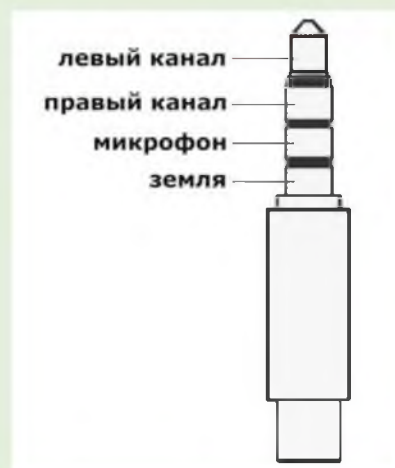 левый канал
правый канал
микрофон
земля